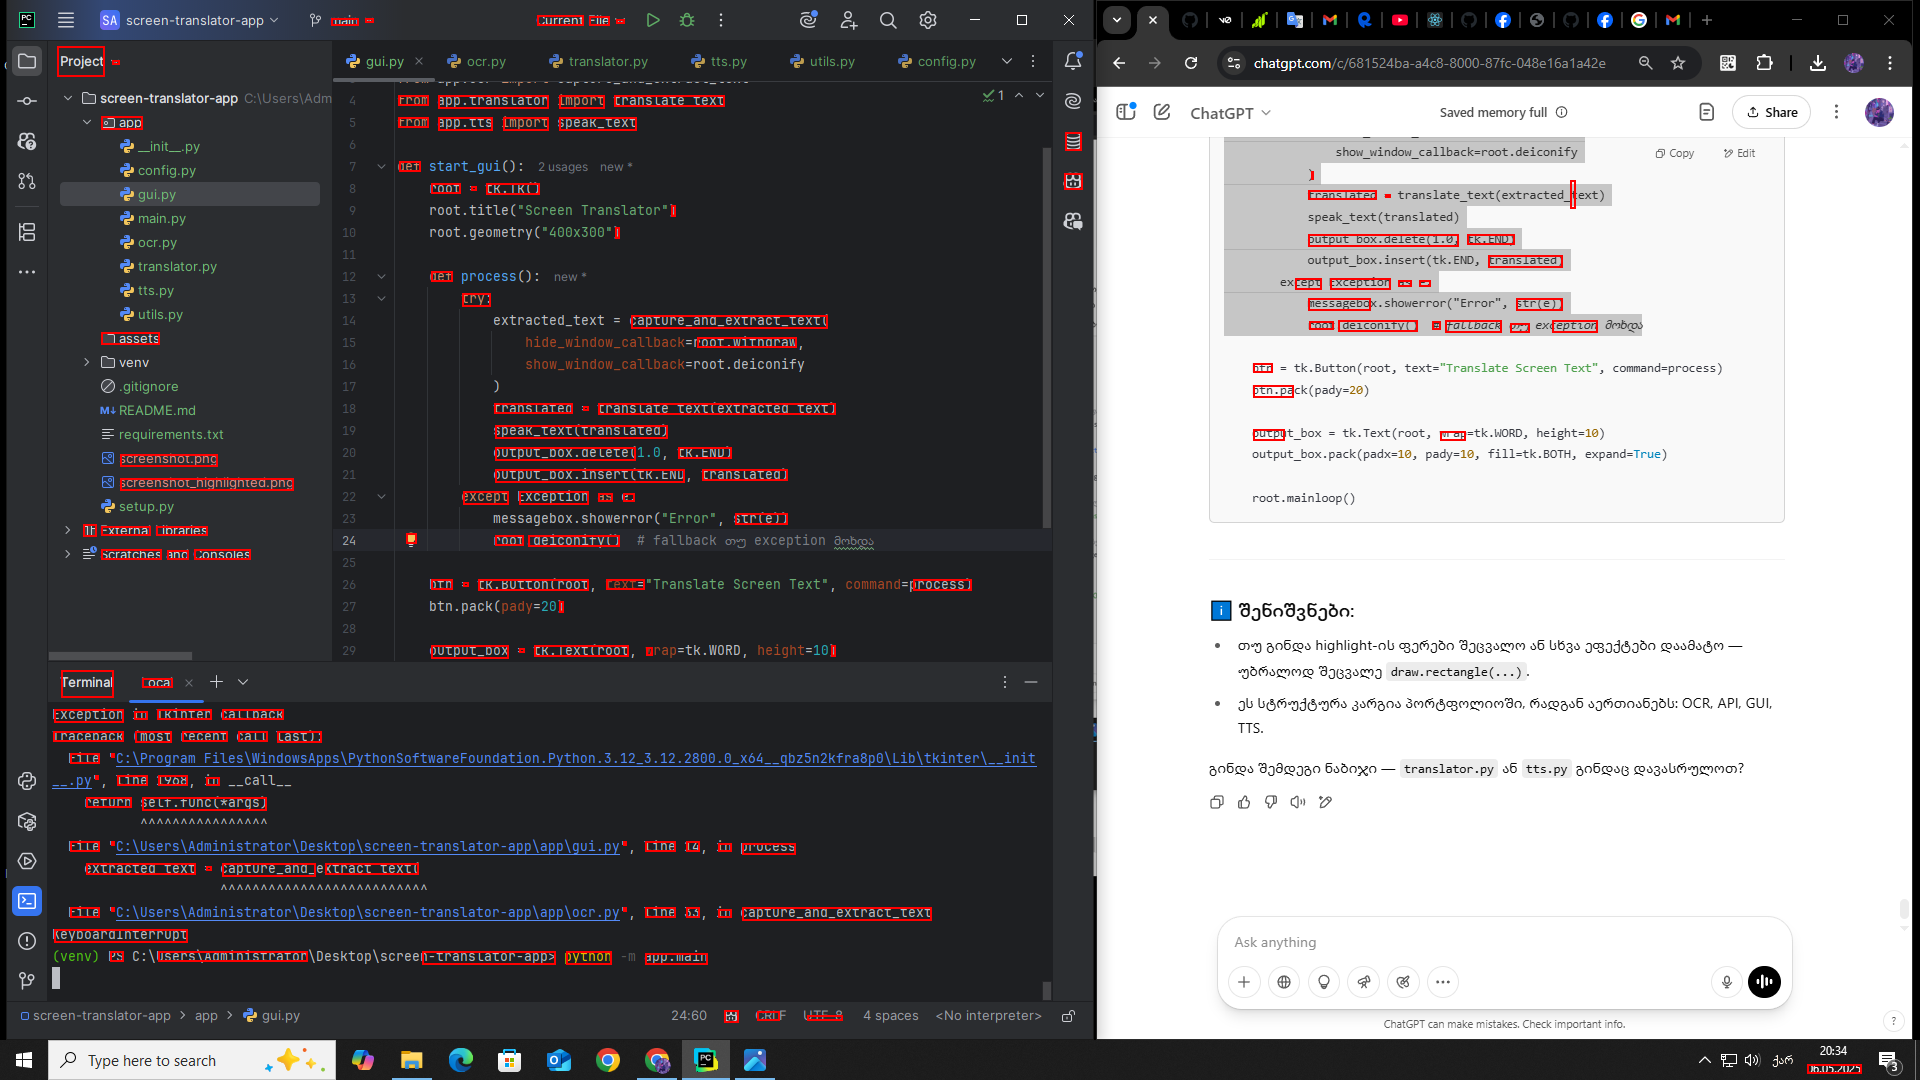 screen-translator-app
main
Current File
Project
screen-translator-app C:\Users\Adm
app
__init__.py
config.py
gui.py
main.py
ocr.py
translator.py
tts.py
utils.py
assets
venv
.gitignore
README.md
requirements.txt
screenshot.png
screenshot_highlighted.png
setup.py
External Libraries
Scratches and Consoles
gui.py
ocr.py
translator.py
tts.py
utils.py
config.py
1
4 from app.translator import translate_text
5 from app.tts import speak_text
6
7 def start_gui(): 2 usages new *
8 root = tk.Tk()
9 root.title("Screen Translator")
10 root.geometry("400x300")
11
12 def process(): new *
13 try:
14 extracted_text = capture_and_extract_text(
15 hide_window_callback=root.withdraw,
16 show_window_callback=root.deiconify
17 )
18 translated = translate_text(extracted_text)
19 speak_text(translated)
20 output_box.delete(1.0, tk.END)
21 output_box.insert(tk.END, translated)
22 except Exception as e:
23 messagebox.showerror("Error", str(e))
24 root.deiconify() # fallback თუ exception მოხდა
25
26 btn = tk.Button(root, text="Translate Screen Text", command=process)
27 btn.pack(pady=20)
28
29 output_box = tk.Text(root, wrap=tk.WORD, height=10)
Terminal
Local
Exception in Tkinter callback
Traceback (most recent call last):
File "C:\Program Files\WindowsApps\PythonSoftwareFoundation.Python.3.12_3.12.2800.0_x64__qbz5n2kfra8p0\Lib\tkinter\__init
__.py", line 1968, in __call__
return self.func(*args)
^^^^^^^^^^^^^^^^
File "C:\Users\Administrator\Desktop\screen-translator-app\app\gui.py", line 14, in process
extracted_text = capture_and_extract_text(
^^^^^^^^^^^^^^^^^^^^^^^^^^
File "C:\Users\Administrator\Desktop\screen-translator-app\app\ocr.py", line 33, in capture_and_extract_text
KeyboardInterrupt
(venv) PS C:\Users\Administrator\Desktop\screen-translator-app> python -m app.main
screen-translator-app > app > gui.py
24:60
CRLF
UTF-8
4 spaces
<No interpreter>
chatgpt.com/c/681524ba-a4c8-8000-87fc-048e16a1a42e
ChatGPT
Saved memory full
Share
Copy
Edit
show_window_callback=root.deiconify
)
translated = translate_text(extracted_text)
speak_text(translated)
output_box.delete(1.0, tk.END)
output_box.insert(tk.END, translated)
except Exception as e:
messagebox.showerror("Error", str(e))
root.deiconify() # fallback თუ exception მოხდა
btn = tk.Button(root, text="Translate Screen Text", command=process)
btn.pack(pady=20)
output_box = tk.Text(root, wrap=tk.WORD, height=10)
output_box.pack(padx=10, pady=10, fill=tk.BOTH, expand=True)
root.mainloop()
შენიშვნები:
თუ გინდა highlight-ის ფერები შეცვალო ან სხვა ეფექტები დაამატო —
უბრალოდ შეცვალე draw.rectangle(...).
ეს სტრუქტურა კარგია პორტფოლიოში, რადგან აერთიანებს: OCR, API, GUI,
TTS.
გინდა შემდეგი ნაბიჯი — translator.py ან tts.py გინდაც დავასრულოთ?
Ask anything
ChatGPT can make mistakes. Check important info.
?
Type here to search
ქარ
20:34
06.05.2025
3